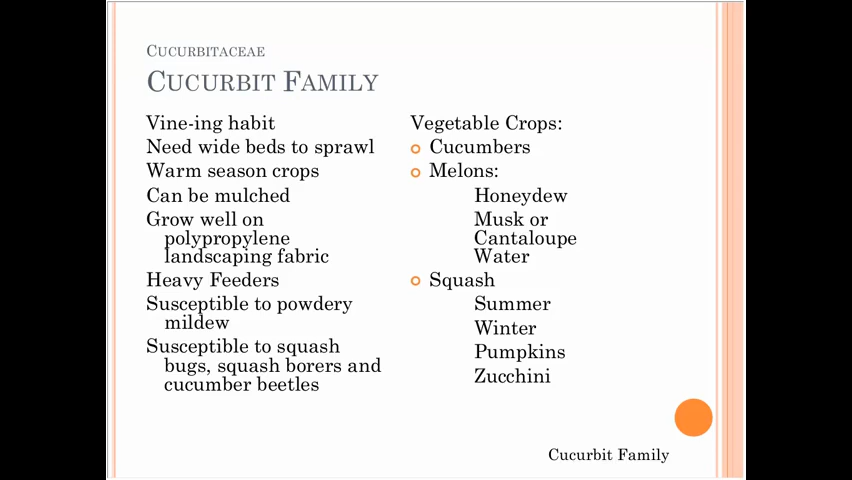 CUCURBITACEAE
CUCURBIT FAMILY
Vine-ing habit
Need wide beds to sprawl
Warm season crops
Can be mulched
Grow well on
polypropylene
landscaping fabric
Heavy Feeders
Susceptible to powdery
mildew
Susceptible to squash
bugs, squash borers and
cucumber beetles
Vegetable Crops:
Cucumbers
Melons:
Honeydew
Musk or
Cantaloupe
Water
Squash
Summer
Winter
Pumpkins
Zucchini
Cucurbit Family